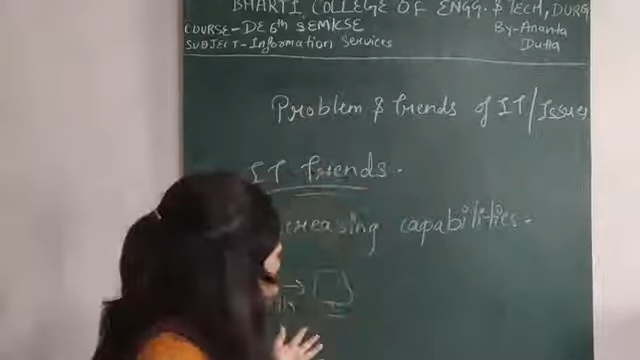 BHARTI COLLEGE OF ENGG. & TECH, DURG
COURSE-DE 6th SEM/CSE
By-Ananta Dutta
SUBJECT-Information Services
Problem & Trends of IT/Issues
IT Trends.
creasing capabilities.